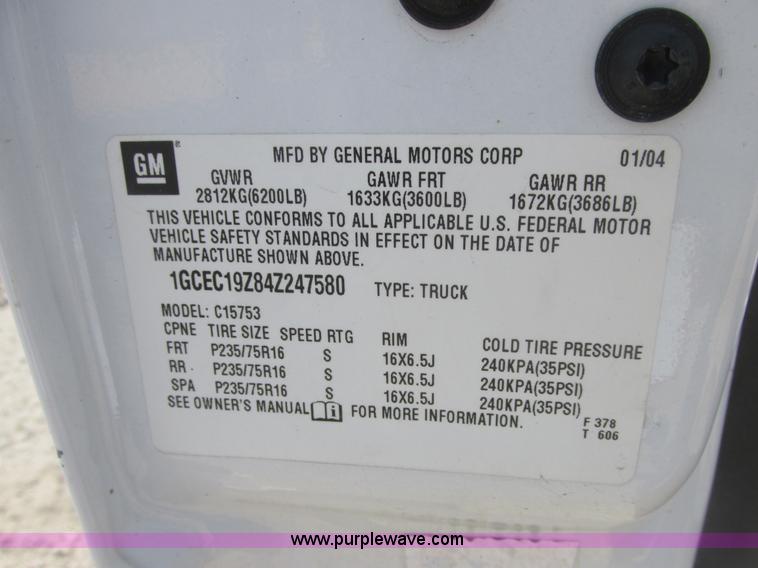 GM
MFD BY GENERAL MOTORS CORP 01/04
GVWR GAWR FRT GAWR RR
2812KG(6200LB) 1633KG(3600LB) 1672KG(3686LB)
THIS VEHICLE CONFORMS TO ALL APPLICABLE U.S. FEDERAL MOTOR
VEHICLE SAFETY STANDARDS IN EFFECT ON THE DATE OF
MANUFACTURE SHOWN ABOVE.
1GCEC19Z84Z247580 TYPE: TRUCK
MODEL: C15753
CPNE TIRE SIZE SPEED RTG RIM COLD TIRE PRESSURE
FRT P235/75R16 S 16X6.5J 240KPA(35PSI)
RR P235/75R16 S 16X6.5J 240KPA(35PSI)
SPA P235/75R16 S 16X6.5J 240KPA(35PSI)
SEE OWNER'S MANUAL i FOR MORE INFORMATION.
F 378
T 606
www.purplewave.com